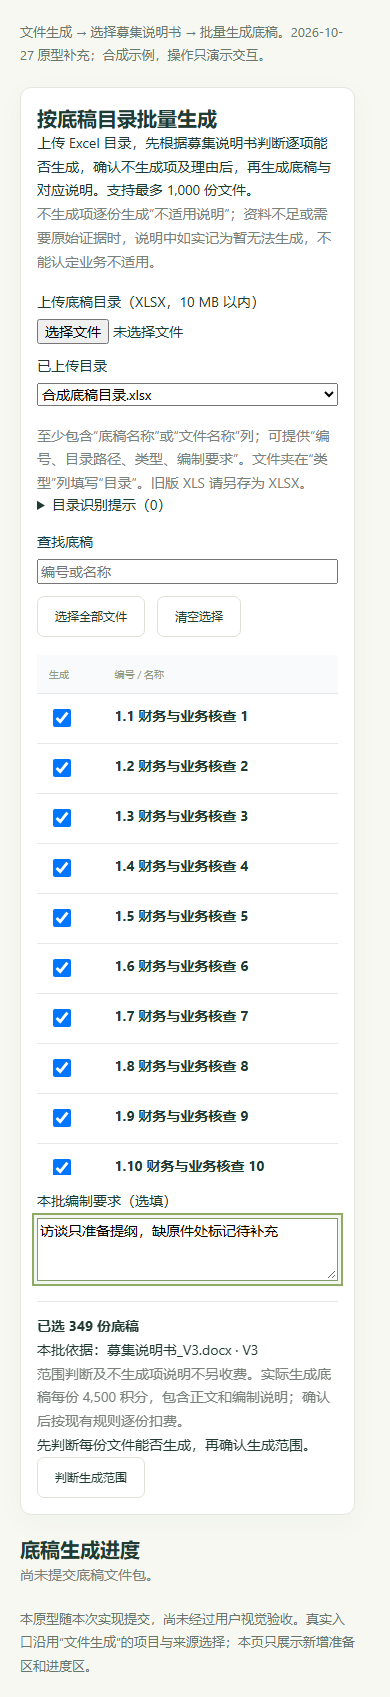 文件生成 → 选择募集说明书 → 批量生成底稿。2026-10-
27 原型补充；合成示例，操作只演示交互。
按底稿目录批量生成
上传 Excel 目录，先根据募集说明书判断逐项能
否生成，确认不生成项及理由后，再生成底稿与
对应说明。支持最多 1,000 份文件。
不生成项逐份生成“不适用说明”；资料不足或需
要原始证据时，说明中如实记为暂无法生成，不
能认定业务不适用。
上传底稿目录（XLSX，10 MB 以内）
选择文件 未选择文件
已上传目录
合成底稿目录.xlsx
至少包含“底稿名称”或“文件名称”列；可提供“编
号、目录路径、类型、编制要求”。文件夹在“类
型”列填写“目录”。旧版 XLS 请另存为 XLSX。
▶ 目录识别提示（0）
查找底稿
编号或名称
选择全部文件 清空选择
生成 编号 / 名称
1.1 财务与业务核查 1
1.2 财务与业务核查 2
1.3 财务与业务核查 3
1.4 财务与业务核查 4
1.5 财务与业务核查 5
1.6 财务与业务核查 6
1.7 财务与业务核查 7
1.8 财务与业务核查 8
1.9 财务与业务核查 9
1.10 财务与业务核查 10
本批编制要求（选填）
访谈只准备提纲，缺原件处标记待补充
已选 349 份底稿
本批依据：募集说明书_V3.docx · V3
范围判断及不生成项说明不另收费。实际生成底
稿每份 4,500 积分，包含正文和编制说明；确认
后按现有规则逐份扣费。
先判断每份文件能否生成，再确认生成范围。
判断生成范围
底稿生成进度
尚未提交底稿文件包。
本原型随本次实现提交，尚未经过用户视觉验收。真实入
口沿用“文件生成”的项目与来源选择；本页只展示新增准备
区和进度区。